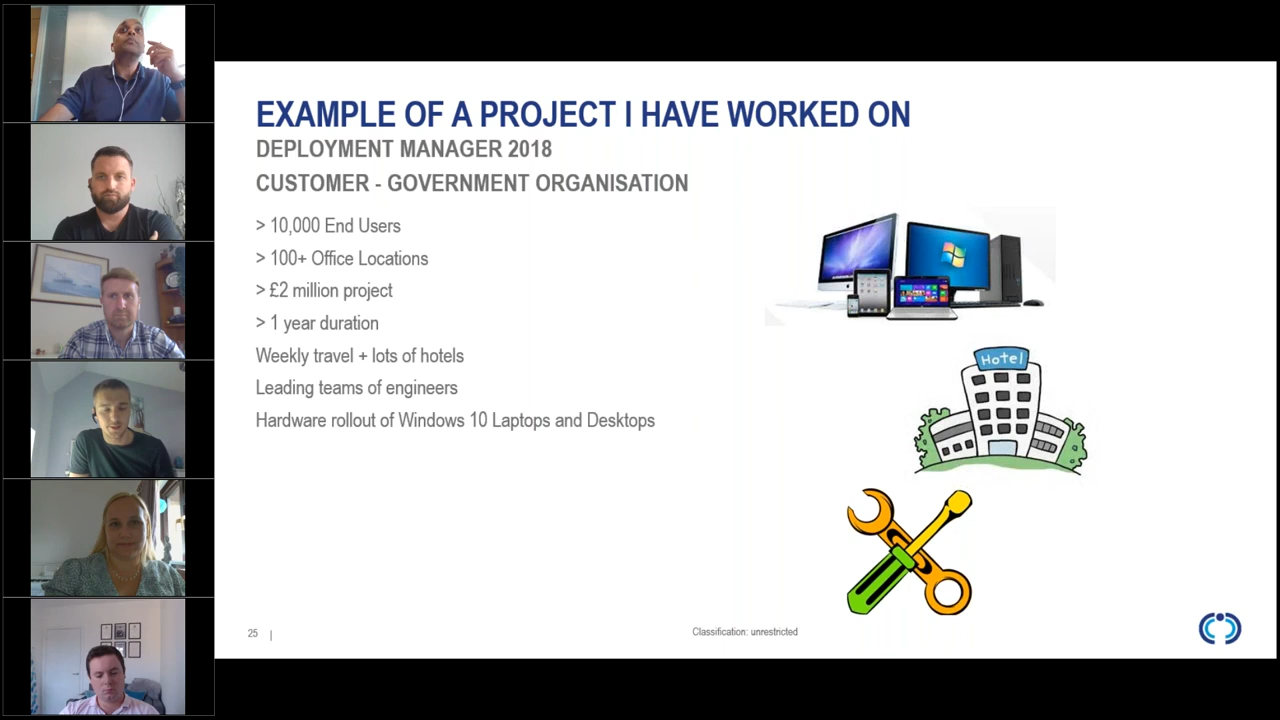 EXAMPLE OF A PROJECT I HAVE WORKED ON
DEPLOYMENT MANAGER 2018
CUSTOMER - GOVERNMENT ORGANISATION
> 10,000 End Users
> 100+ Office Locations
> £2 million project
> 1 year duration
Weekly travel + lots of hotels
Leading teams of engineers
Hardware rollout of Windows 10 Laptops and Desktops
Hotel
25 |
Classification: unrestricted